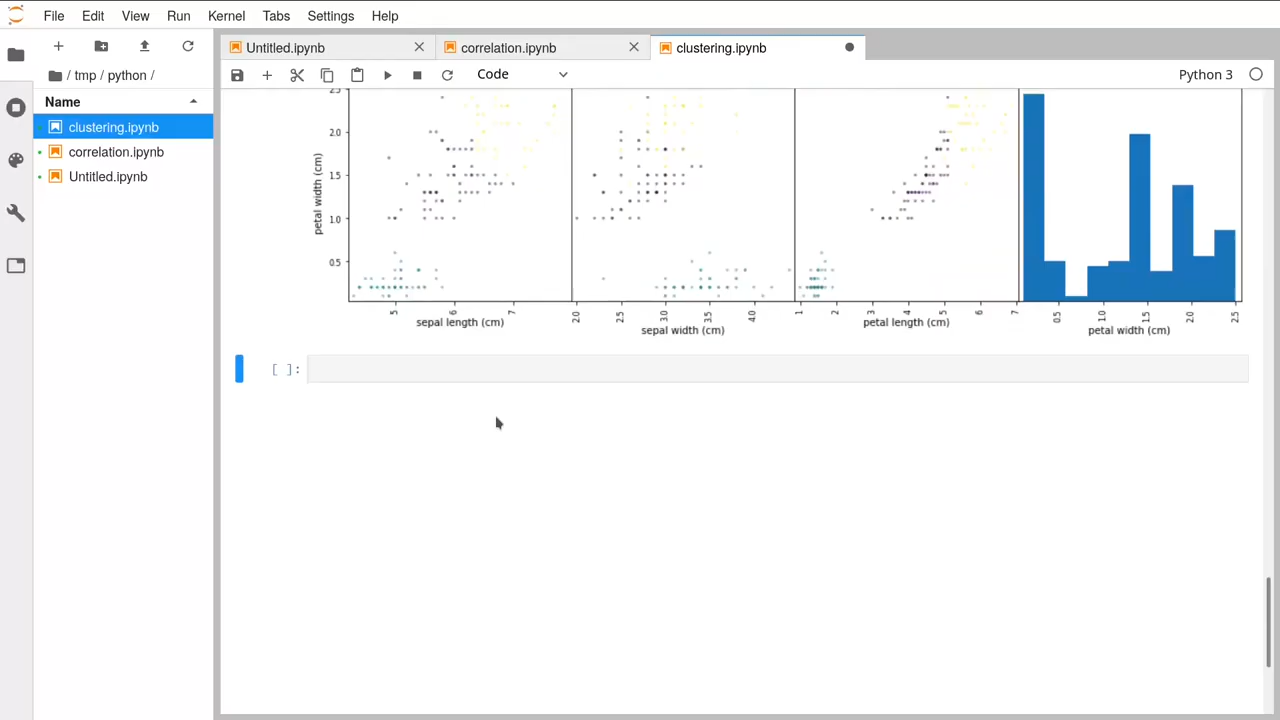 File Edit View Run Kernel Tabs Settings Help
Untitled.ipynb correlation.ipynb clustering.ipynb
/ tmp / python /
Code
Python 3
Name
clustering.ipynb
correlation.ipynb
Untitled.ipynb
petal width (cm)
2.5
2.0
1.5
1.0
0.5
5 6 7 2.0 2.5 3.0 3.5 4.0 1 2 3 4 5 6 7 0.5 1.0 1.5 2.0 2.5
sepal length (cm) sepal width (cm) petal length (cm) petal width (cm)
[ ]: